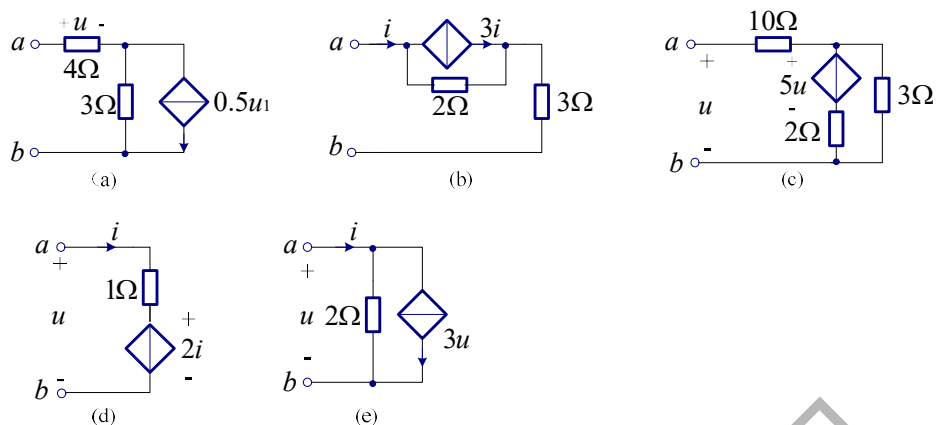 + u -
a
4Ω
3Ω
0.5u1
b
(a)
a
i
3i
2Ω
3Ω
b
(b)
10Ω
a
+
+
5u
3Ω
u
-
2Ω
b
-
(c)
a
i
+
1Ω
u
+
2i
b
-
-
(d)
a
i
+
u
2Ω
3u
-
b
(e)